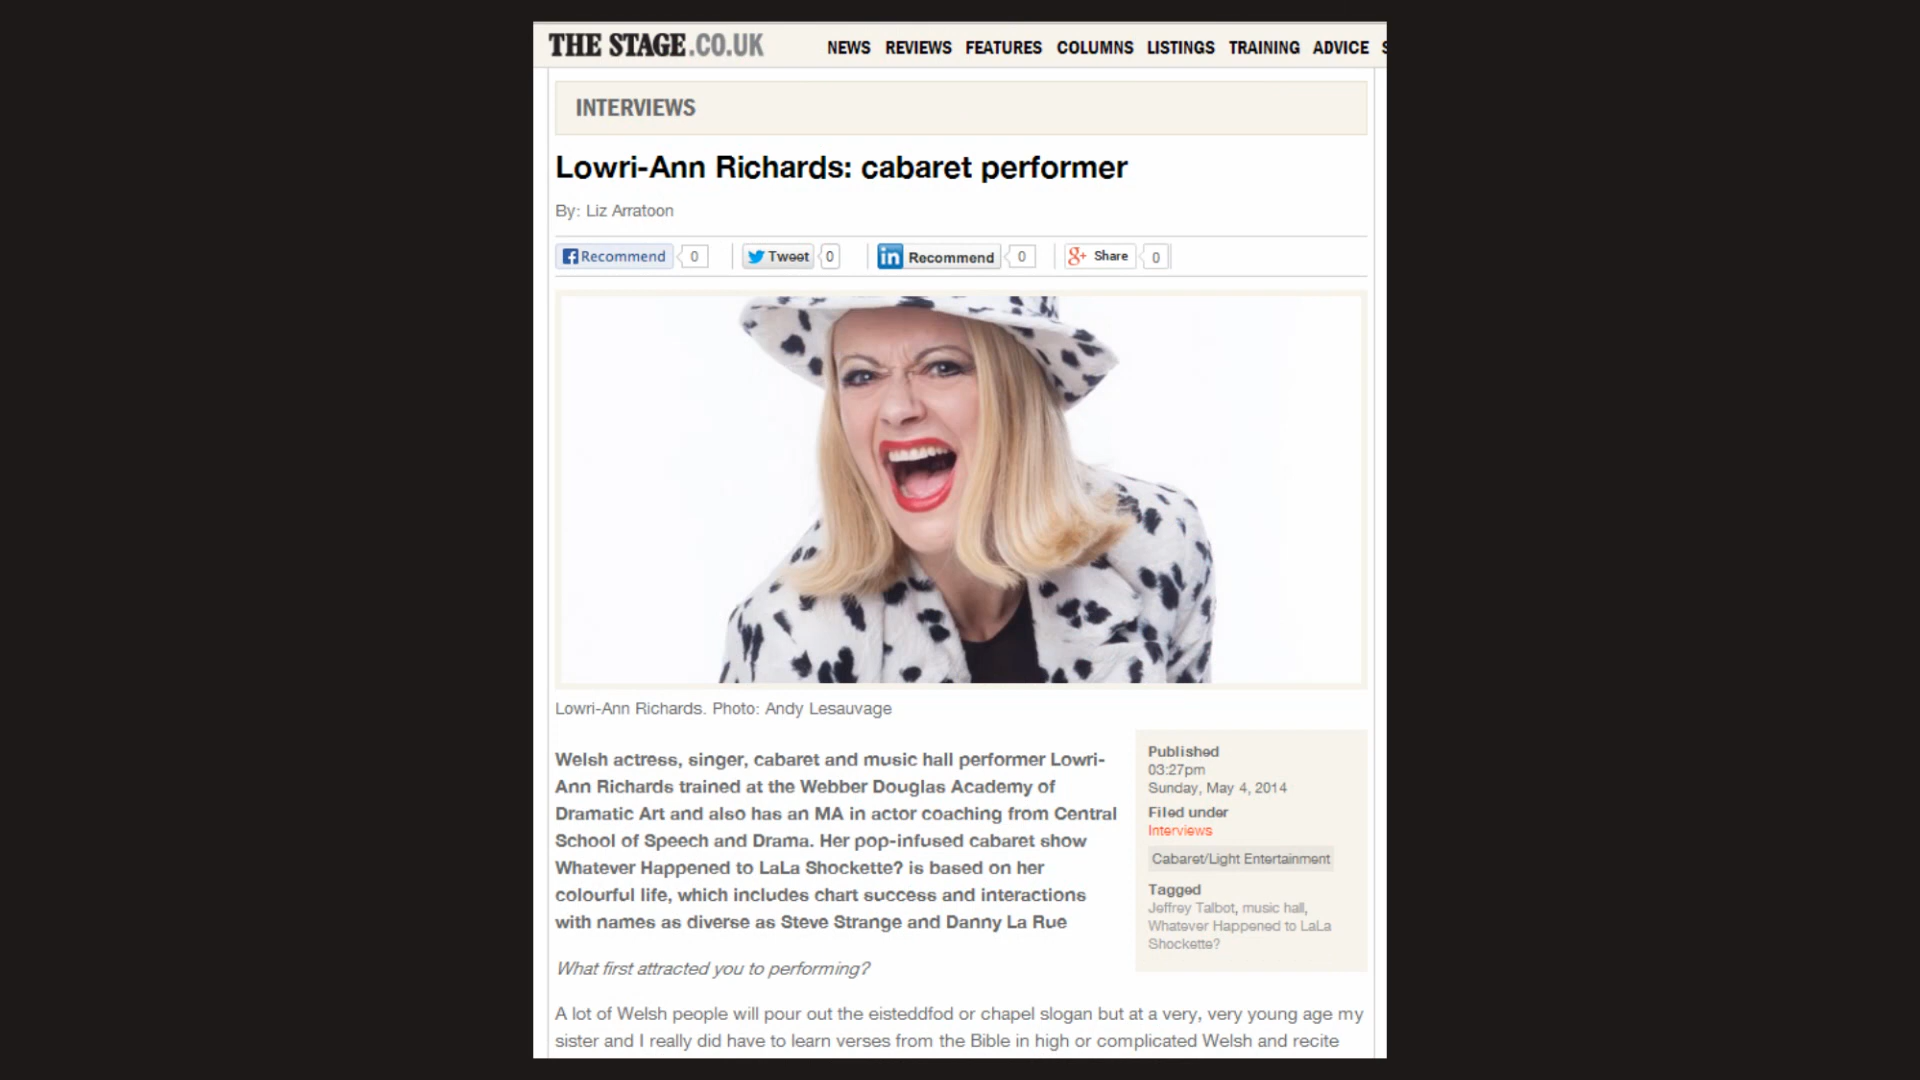 THE STAGE.CO.UK
NEWS REVIEWS FEATURES COLUMNS LISTINGS TRAINING ADVICE
INTERVIEWS
Lowri-Ann Richards: cabaret performer
By: Liz Arratoon
Recommend 0 Tweet 0 in Recommend 0 g+ Share 0
Lowri-Ann Richards. Photo: Andy Lesauvage
Welsh actress, singer, cabaret and music hall performer Lowri-
Ann Richards trained at the Webber Douglas Academy of
Dramatic Art and also has an MA in actor coaching from Central
School of Speech and Drama. Her pop-infused cabaret show
Whatever Happened to LaLa Shockette? is based on her
colourful life, which includes chart success and interactions
with names as diverse as Steve Strange and Danny La Rue
Published
03:27pm
Sunday, May 4, 2014
Filed under
Interviews
Cabaret/Light Entertainment
Tagged
Jeffrey Talbot, music hall,
Whatever Happened to LaLa
Shockette?
What first attracted you to performing?
A lot of Welsh people will pour out the eisteddfod or chapel slogan but at a very, very young age my
sister and I really did have to learn verses from the Bible in high or complicated Welsh and recite